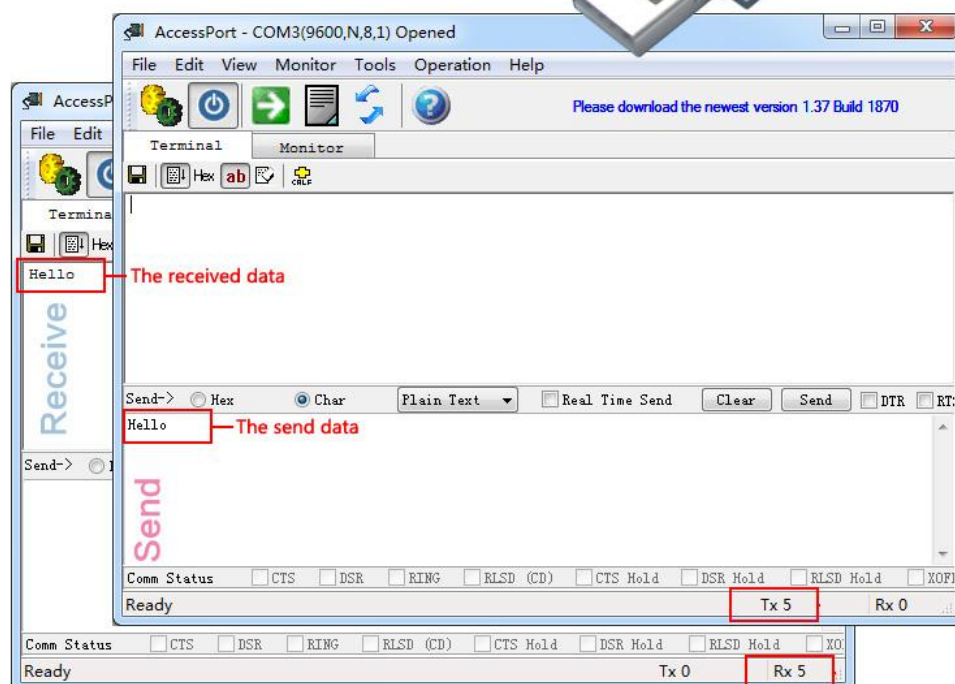 AccessPort - COM3(9600,N,8,1) Opened
File Edit View Monitor Tools Operation Help
Please download the newest version 1.37 Build 1870
Terminal Monitor
Hex ab CRLF
Send-> Hex Char Plain Text Real Time Send Clear Send DTR RTS
Hello
The send data
Send
Comm Status CTS DSR RING RLSD (CD) CTS Hold DSR Hold RLSD Hold XOF
Ready Tx 5 Rx 0
AccessP
File Edit
Termina
Hex
Hello
The received data
Receive
Send->
Comm Status CTS DSR RING RLSD (CD) CTS Hold DSR Hold RLSD Hold XO
Ready Tx 0 Rx 5